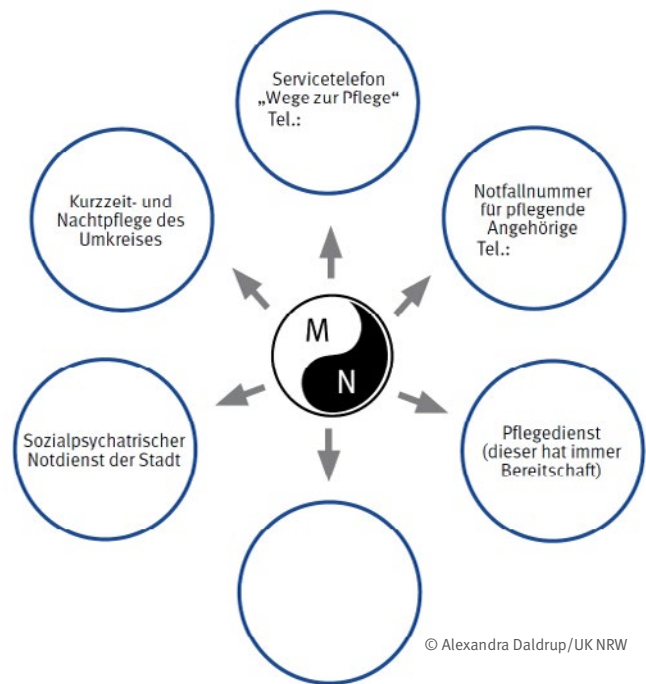 Servicetelefon
„Wege zur Pflege“
Tel.:
Kurzzeit- und
Nachtpflege des
Umkreises
Notfallnummer
für pflegende
Angehörige
Tel.:
M
N
Sozialpsychatrischer
Notdienst der Stadt
Pflegedienst
(dieser hat immer
Bereitschaft)
© Alexandra Daldrup/UK NRW